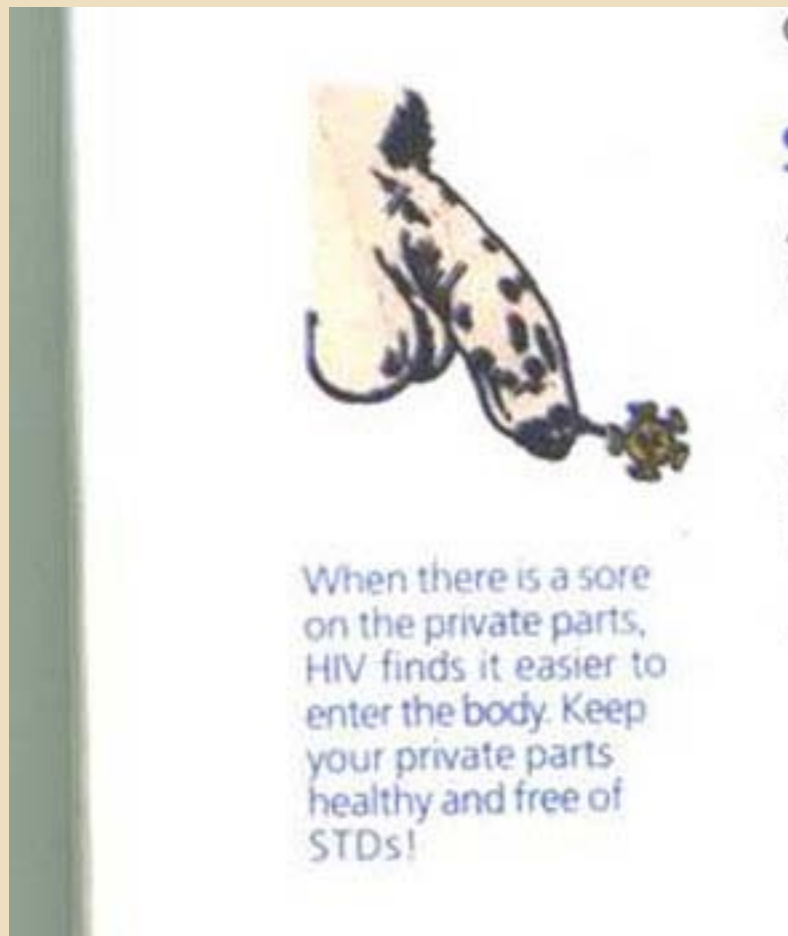 When there is a sore
on the private parts,
HIV finds it easier to
enter the body. Keep
your private parts
healthy and free of
STDs!